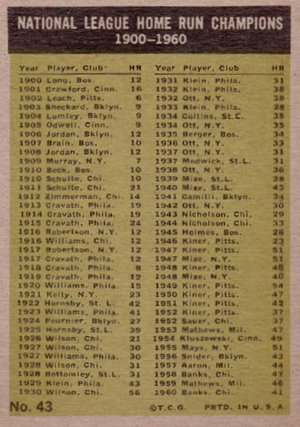 NATIONAL LEAGUE HOME RUN CHAMPIONS
1900–1960
Year Player, Club HR
1900 Long, Bos. 12
1901 Crawford, Cinn. 16
1902 Leach, Pitts. 6
1903 Sheckard, Bklyn. 9
1904 Lumley, Bklyn. 9
1905 Odwell, Cinn. 9
1906 Jordan, Bklyn. 12
1907 Brain, Bos. 10
1908 Jordan, Bklyn. 12
1909 Murray, N.Y. 7
1910 Beck, Bos. 10
1910 Schulte, Chi. 10
1911 Schulte, Chi. 21
1912 Zimmerman, Chi. 14
1913 Cravath, Phila. 19
1914 Cravath, Phila. 19
1915 Cravath, Phila. 24
1916 Robertson, N.Y. 12
1916 Williams, Chi. 12
1917 Robertson, N.Y. 12
1917 Cravath, Phila. 12
1918 Cravath, Phila. 8
1919 Cravath, Phila. 12
1920 Williams, Phila. 15
1921 Kelly, N.Y. 23
1922 Hornsby, St. L. 42
1923 Williams, Phila. 41
1924 Fournier, Bklyn. 27
1925 Hornsby, St. L. 39
1926 Wilson, Chi. 21
1927 Wilson, Chi. 30
1927 Williams, Phila. 30
1928 Wilson, Chi. 31
1928 Bottomley, St.L. 31
1929 Klein, Phila. 43
1930 Wilson, Chi. 56
Year Player, Club HR
1931 Klein, Phila. 31
1932 Klein, Phila. 38
1932 Ott, N.Y. 38
1933 Klein, Phila. 28
1934 Collins, St.L. 35
1934 Ott, N.Y. 35
1935 Berger, Bos. 34
1936 Ott, N.Y. 33
1937 Ott, N.Y. 31
1937 Medwick, St.L. 31
1938 Ott, N.Y. 36
1939 Mize, St.L. 28
1940 Mize, St.L. 43
1941 Camilli, Bklyn. 34
1942 Ott, N.Y. 30
1943 Nicholson, Chi. 29
1944 Nicholson, Chi. 33
1945 Holmes, Bos. 28
1946 Kiner, Pitts. 23
1947 Kiner, Pitts. 51
1947 Mize, N.Y. 51
1948 Kiner, Pitts. 40
1948 Mize, N.Y. 40
1949 Kiner, Pitts. 54
1950 Kiner, Pitts. 47
1951 Kiner, Pitts. 42
1952 Kiner, Pitts. 37
1952 Sauer, Chi. 37
1953 Mathews, Mil. 47
1954 Kluszewski, Cinn. 49
1955 Mays, N.Y. 51
1956 Snider, Bklyn. 43
1957 Aaron, Mil. 44
1958 Banks, Chi. 47
1959 Mathews, Mil. 46
1960 Banks, Chi. 41
No. 43
©T.C.G. PRTD. IN U.S.A.